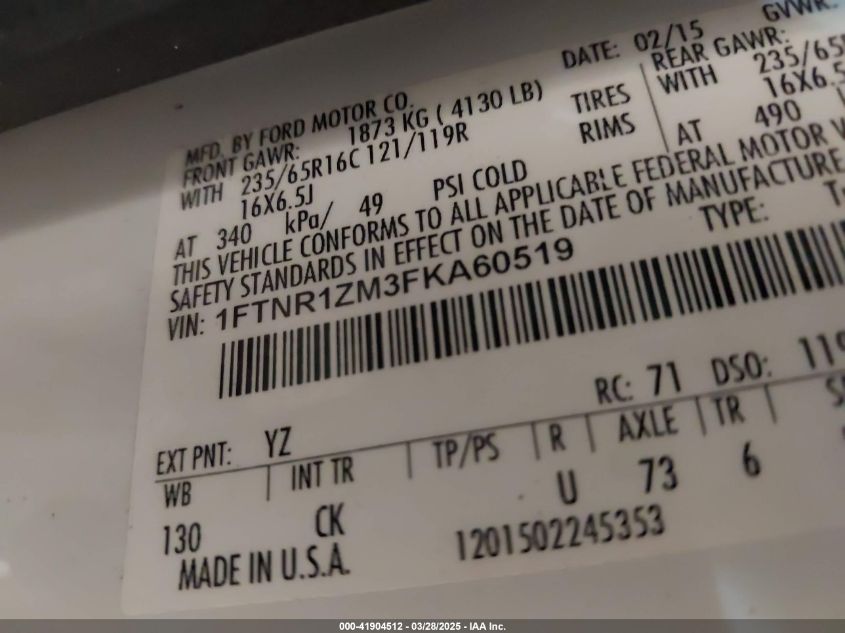 MFD. BY FORD MOTOR CO. DATE: 02/15 GVWR:
FRONT GAWR: 1873 KG ( 4130 LB) REAR GAWR:
WITH 235/65R16C 121/119R TIRES WITH 235/65
16X6.5J RIMS 16X6.5
AT 340 kPa/ 49 PSI COLD AT 490
THIS VEHICLE CONFORMS TO ALL APPLICABLE FEDERAL MOTOR V
SAFETY STANDARDS IN EFFECT ON THE DATE OF MANUFACTURE
VIN: 1FTNR1ZM3FKA60519 TYPE: T
RC: 71 DSO: 119
EXT PNT: YZ
WB INT TR TP/PS R AXLE TR S
130 CK U 73 6
MADE IN U.S.A. 1201502245353
000-41904512 - 03/28/2025 - IAA Inc.